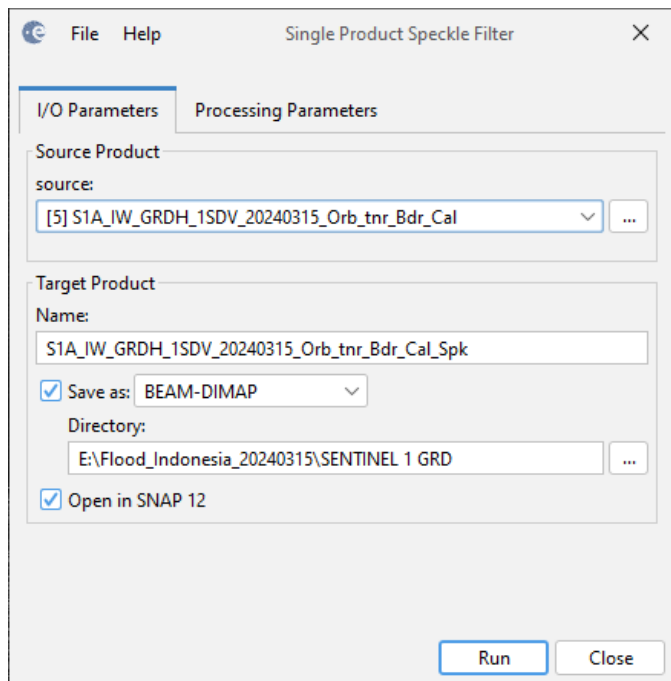 File Help Single Product Speckle Filter
I/O Parameters Processing Parameters
Source Product
source:
[5] S1A_IW_GRDH_1SDV_20240315_Orb_tnr_Bdr_Cal ...
Target Product
Name:
S1A_IW_GRDH_1SDV_20240315_Orb_tnr_Bdr_Cal_Spk
Save as: BEAM-DIMAP
Directory:
E:\Flood_Indonesia_20240315\SENTINEL 1 GRD ...
Open in SNAP 12
Run Close